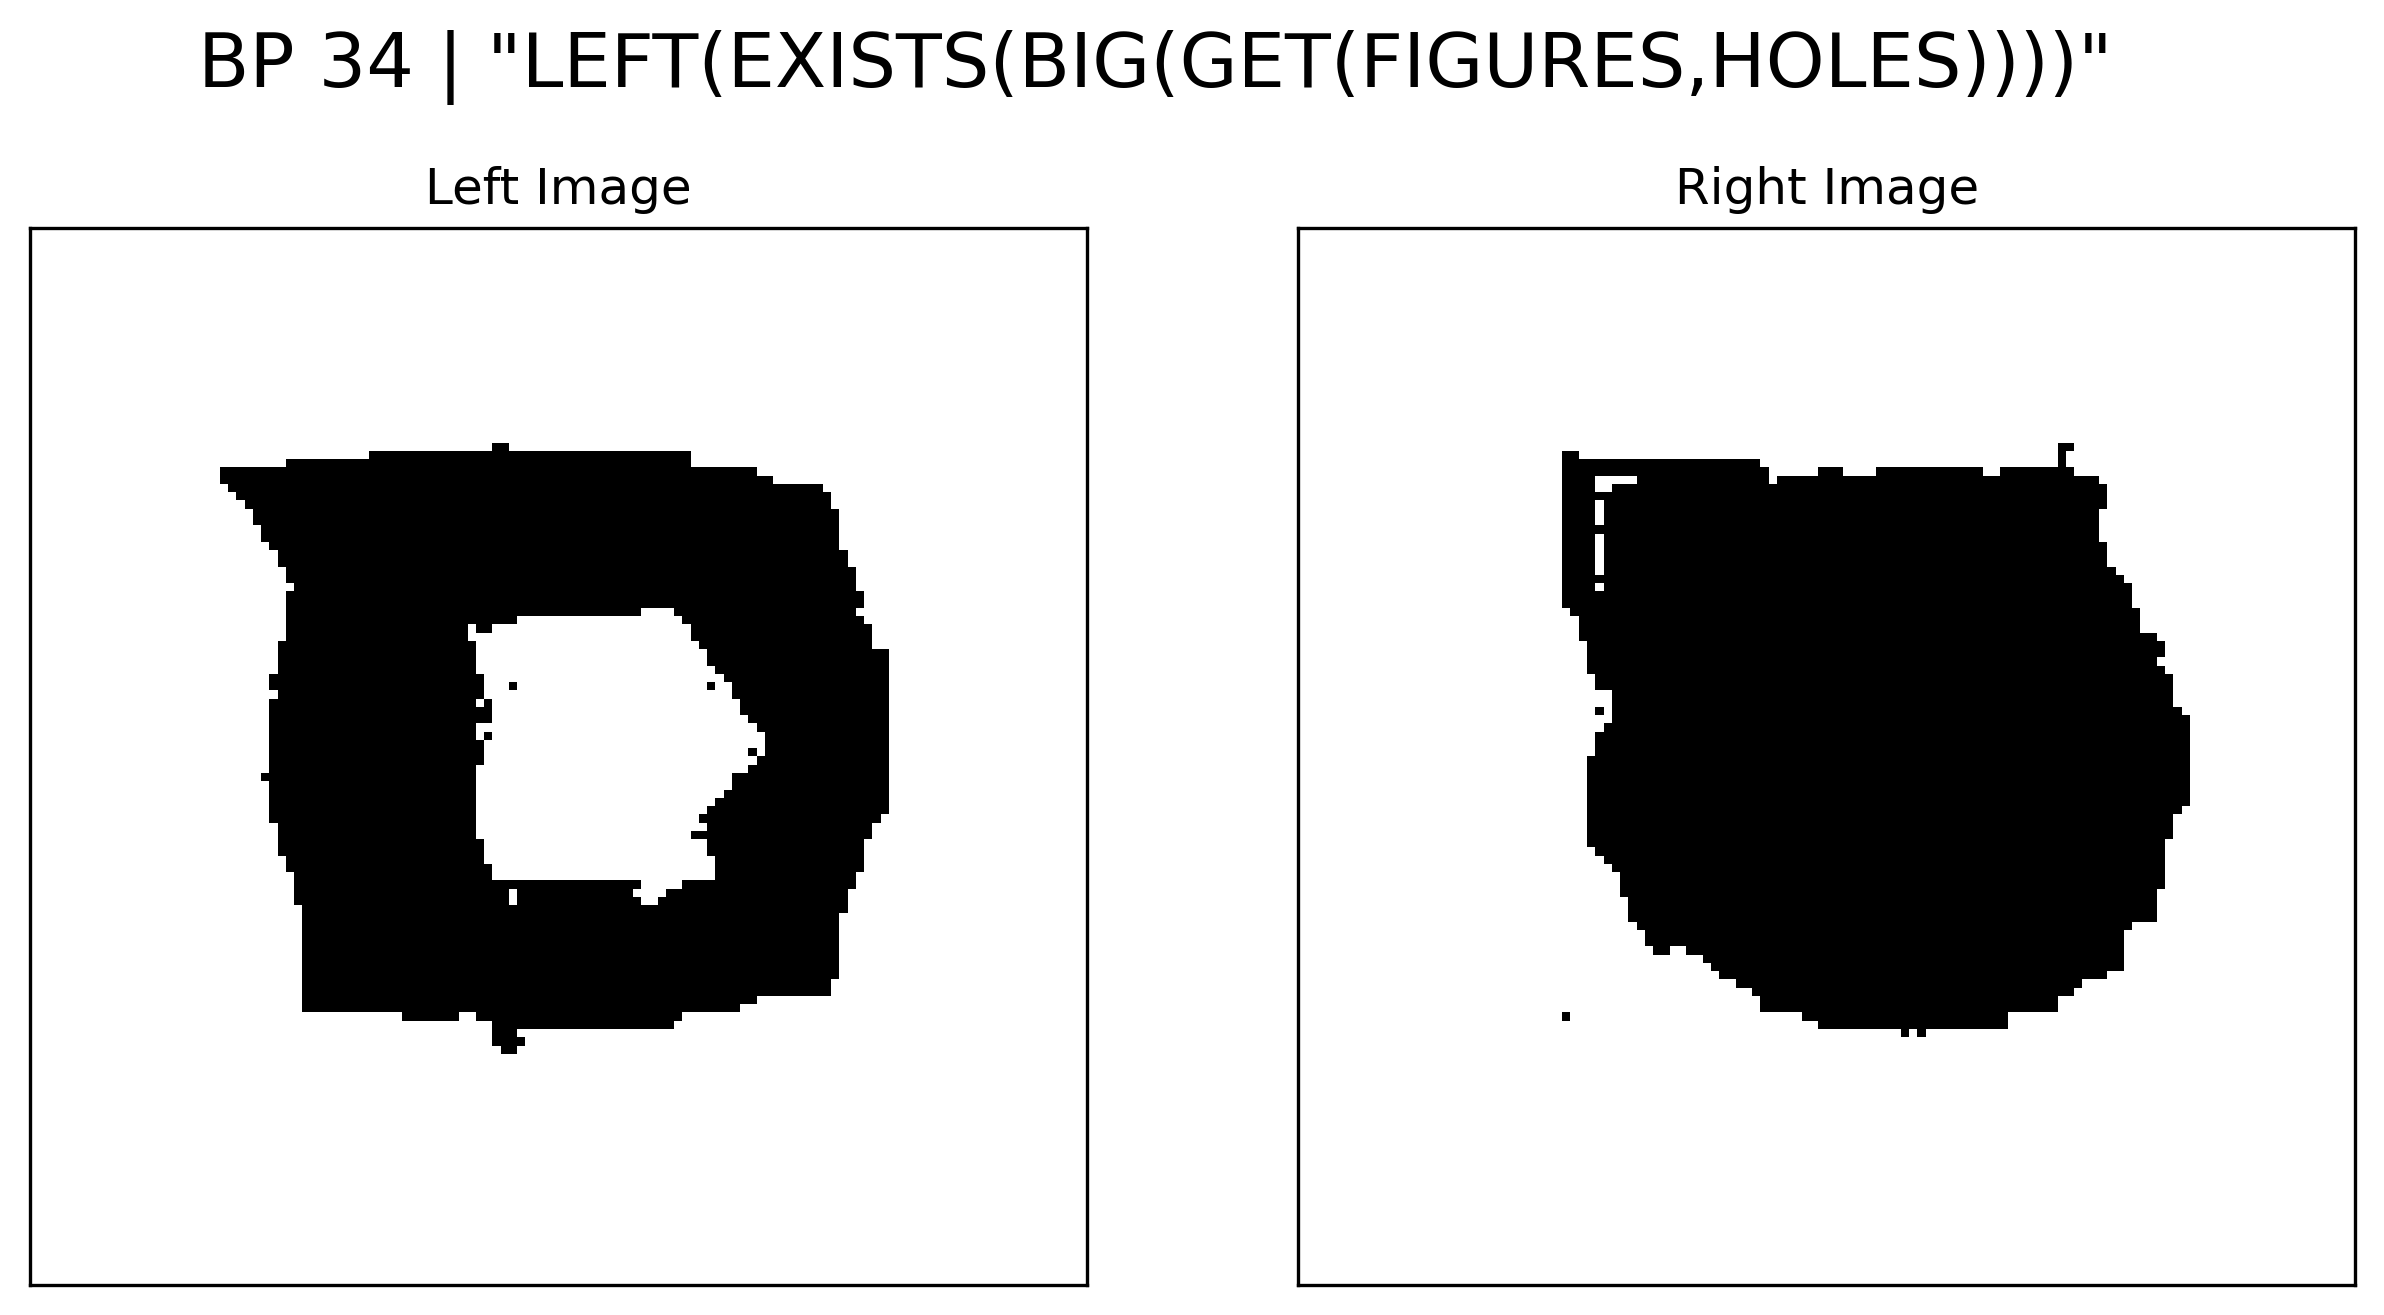 BP 34 | "LEFT(EXISTS(BIG(GET(FIGURES,HOLES))))"
Left Image
Right Image